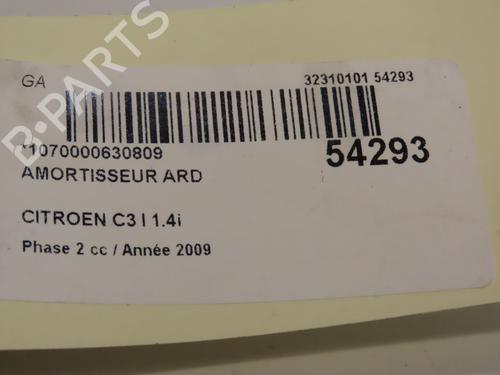 GA
32310101 54293
*1070000630809
54293
AMORTISSEUR ARD
CITROEN C3 I 1.4i
Phase 2 cc / Année 2009
B-PARTS